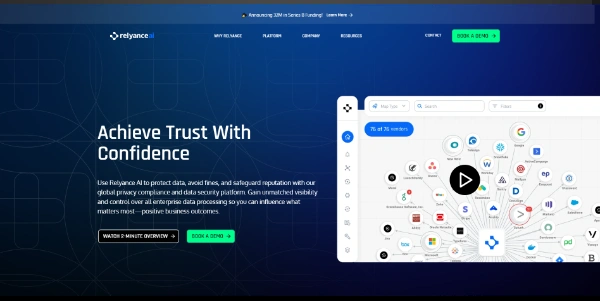 Announcing 32M in Series B Funding! Learn More →
relyance ai
WHY RELYANCE PLATFORM COMPANY RESOURCES CONTACT BOOK A DEMO →
Achieve Trust With
Confidence
Use Relyance AI to protect data, avoid fines, and safeguard reputation with our
global privacy compliance and data security platform. Gain unmatched visibility
and control over all enterprise data processing so you can influence what
matters most—positive business outcomes.
WATCH 2-MINUTE OVERVIEW → BOOK A DEMO →
Map Type Search Filters
76 of 76 vendors
Google